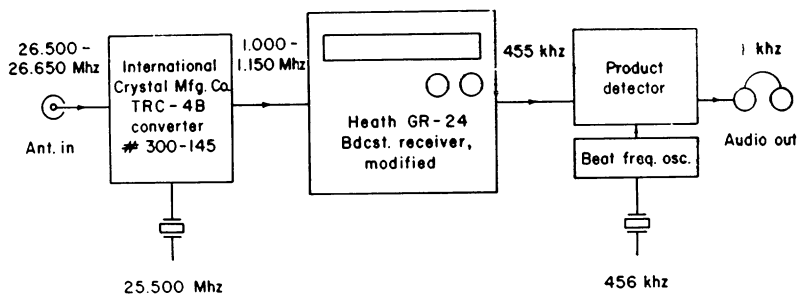 26.500-
26.650 Mhz
Ant. in
International
Crystal Mfg. Co.
TRC-4B
converter
# 300-145
25.500 Mhz
1.000-
1.150 Mhz
Heath GR-24
Bdcst. receiver,
modified
455 khz
Product
detector
Beat freq. osc.
456 khz
1 khz
Audio out